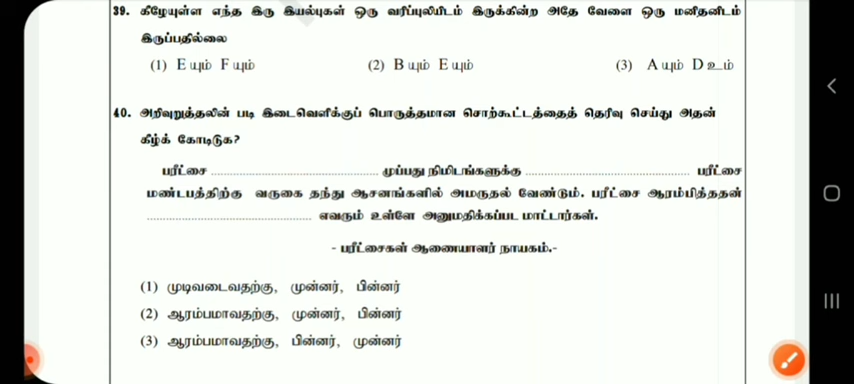 39. கீழேயுள்ள எந்த இரு இயல்புகள் ஒரு வரிப்புலியிடம் இருக்கின்ற அதே வேளை ஒரு மனிதனிடம்
இருப்பதில்லை
(1) E யும் F யும் (2) B யும் E யும் (3) A யும் D உம்
40. அறிவுறுத்தலின் படி இடைவெளிக்குப் பொருத்தமான சொற்கூட்டத்தைத் தெரிவு செய்து அதன்
கீழ்க் கோடிடுக?
பரீட்சை ........................................ முப்பது நிமிடங்களுக்கு ........................................ பரீட்சை
மண்டபத்திற்கு வருகை தந்து ஆசனங்களில் அமருதல் வேண்டும். பரீட்சை ஆரம்பித்ததன்
........................................ எவரும் உள்ளே அனுமதிக்கப்பட மாட்டார்கள்.
- பரீட்சைகள் ஆணையாளர் நாயகம்.-
(1) முடிவடைவதற்கு, முன்னர், பின்னர்
(2) ஆரம்பமாவதற்கு, முன்னர், பின்னர்
(3) ஆரம்பமாவதற்கு, பின்னர், முன்னர்